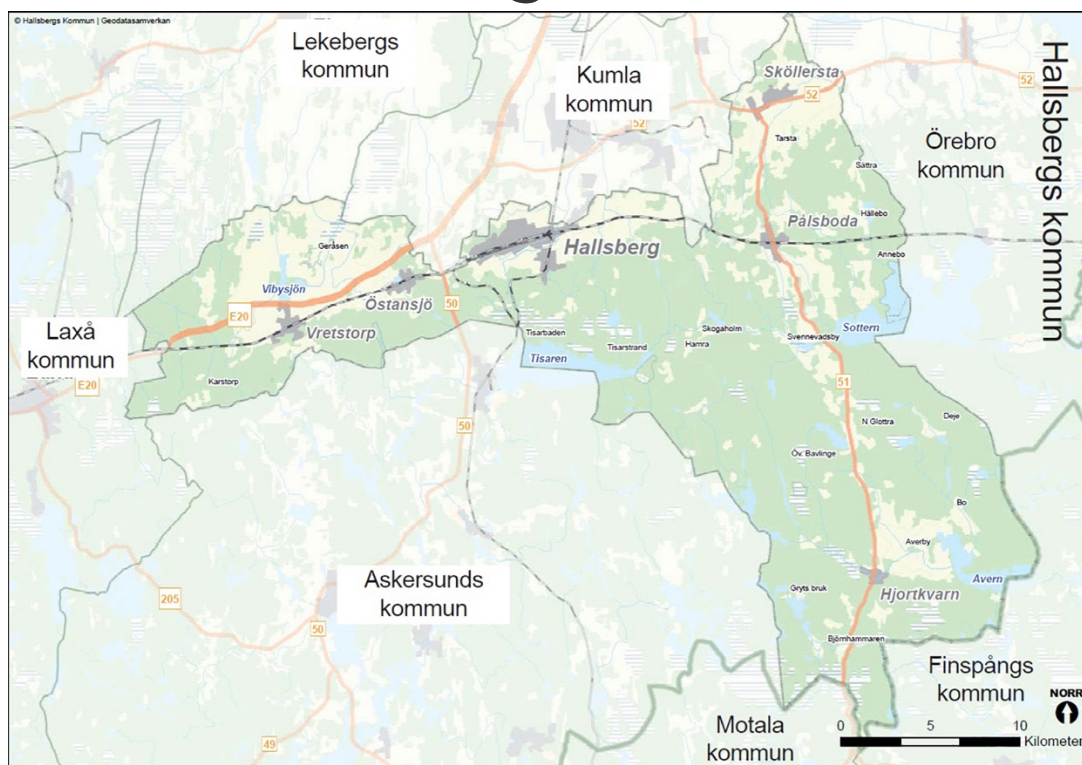 © Hallsbergs Kommun | Geodatasamverkan
Lekebergs
kommun
Kumla
kommun
Sköllersta
52
52
52
Tarsta
Örebro
kommun
Hallsbergs kommun
Sättra
Hållebo
Pålsboda
Annebo
Geråsen
Hallsberg
Vibysjön
Östansjö
50
E20
Vretstorp
Laxå
kommun
E20
Karstorp
Tisarbaden
Tisaren
Tisarstrand
Skogaholm
Hamra
Svennevadsby
Sottern
51
50
N Glottra
Deje
Öv. Bavlinge
Bo
Averby
Avern
Askersunds
kommun
Gryts bruk
Hjortkvarn
205
50
Björnhammaren
Finspångs
kommun
NORR
Motala
kommun
49
0
5
10
Kilometer